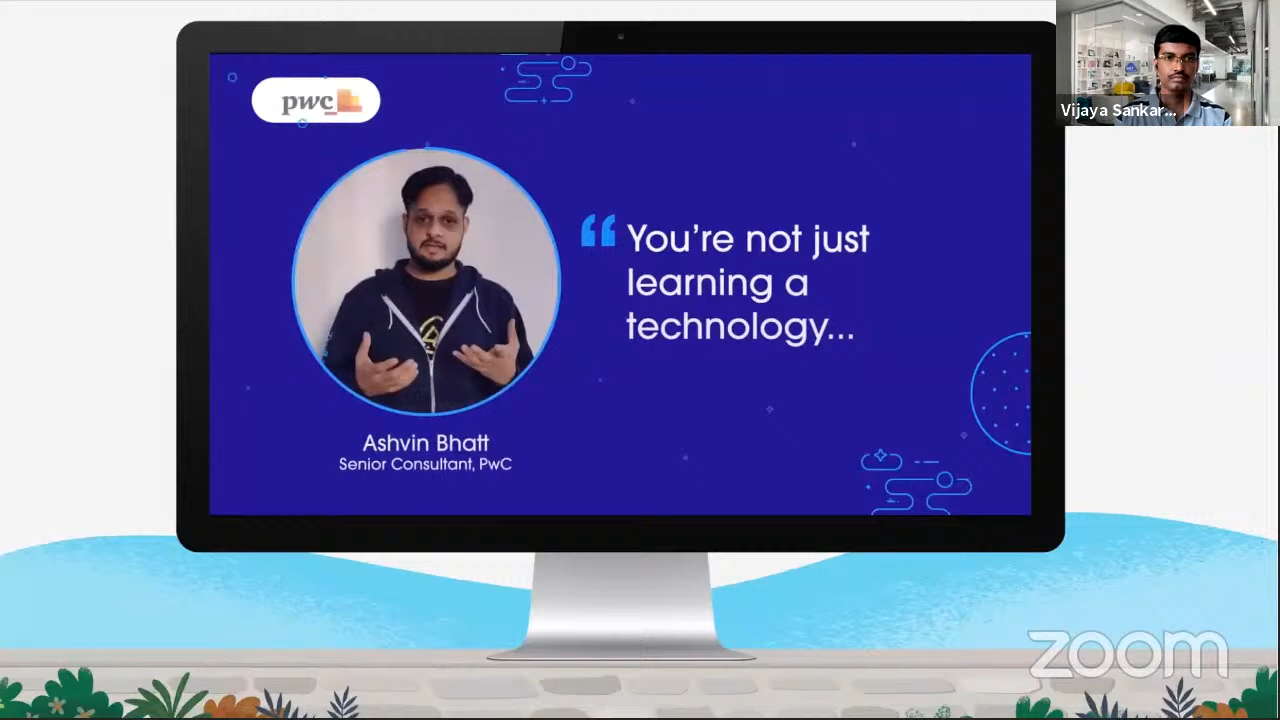 pwc
Vijaya Sankar...
“ You’re not just
learning a
technology...
Ashvin Bhatt
Senior Consultant, PwC
zoom